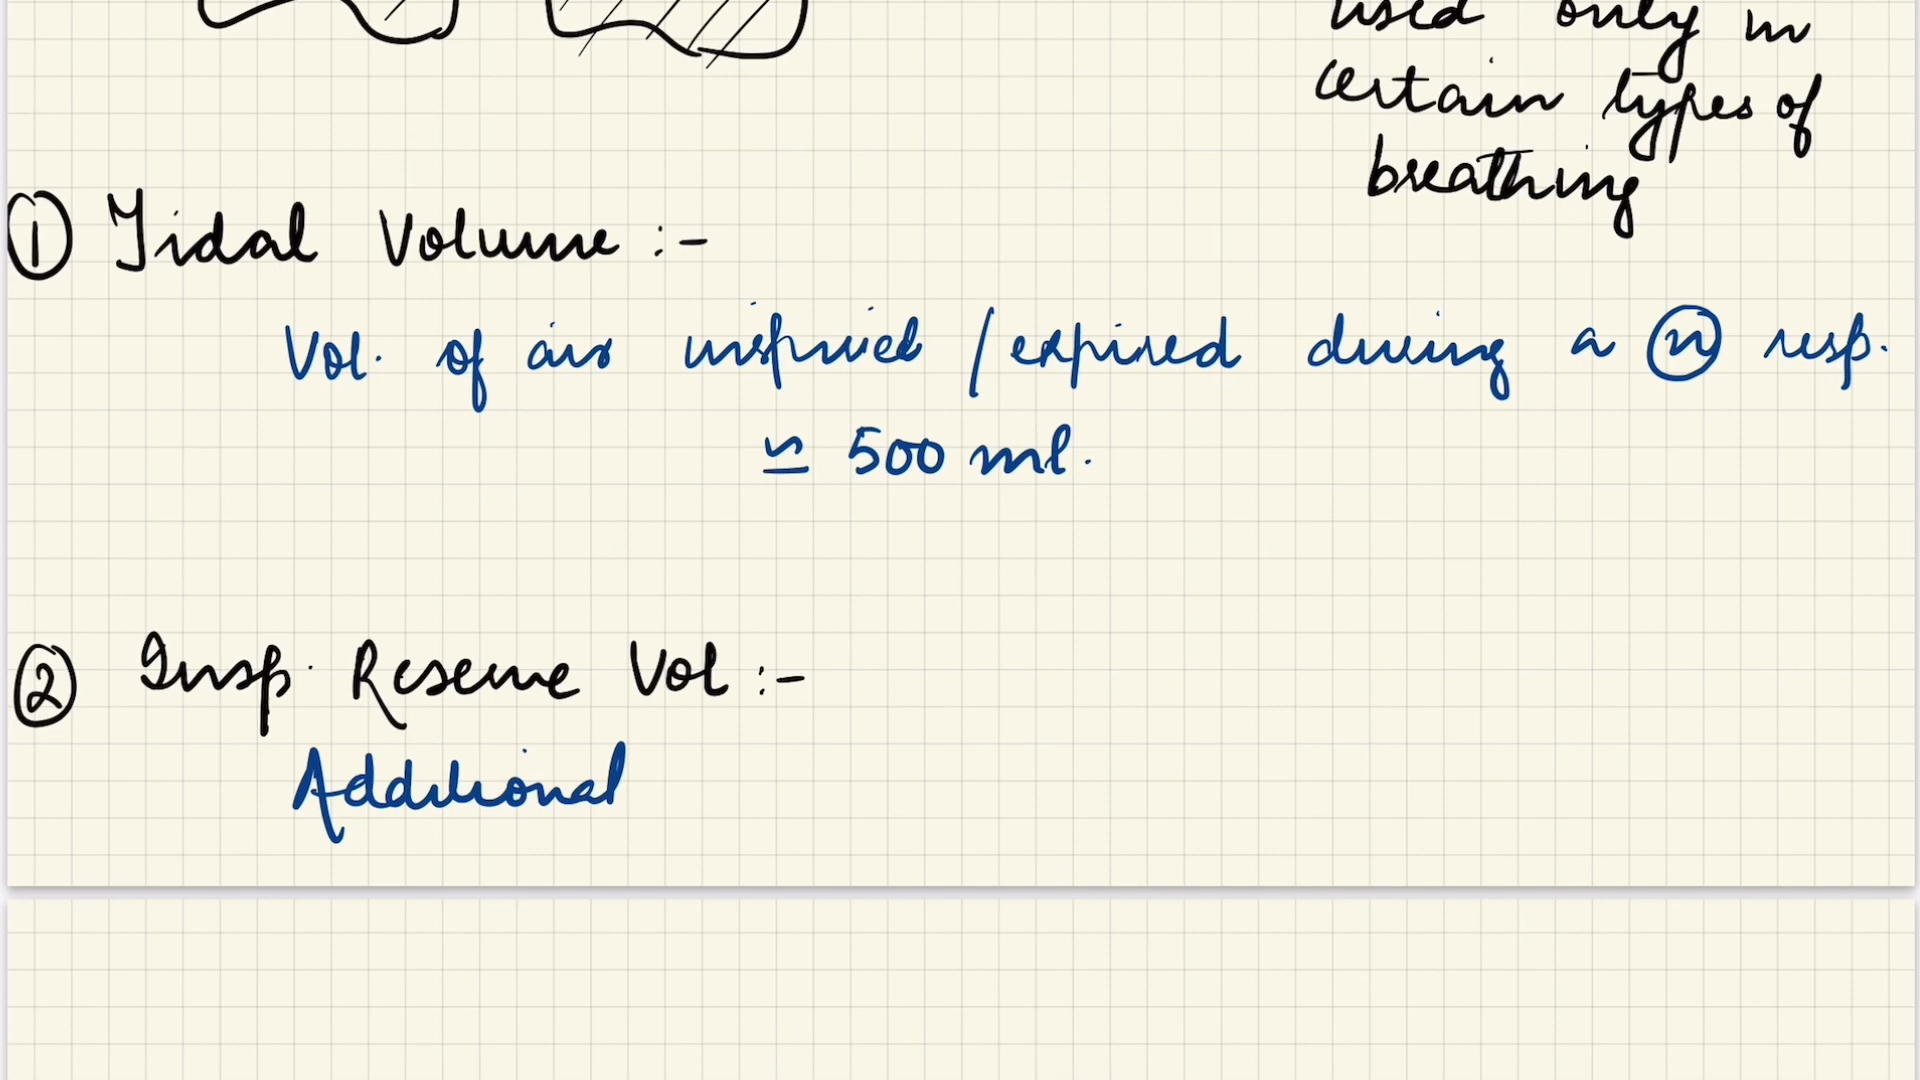 used only in
certain types of
breathing
① Tidal Volume :-
Vol. of air inspired / expired during a ⓝ resp.
≃ 500 ml.
② Insp. Reserve Vol :-
Additional